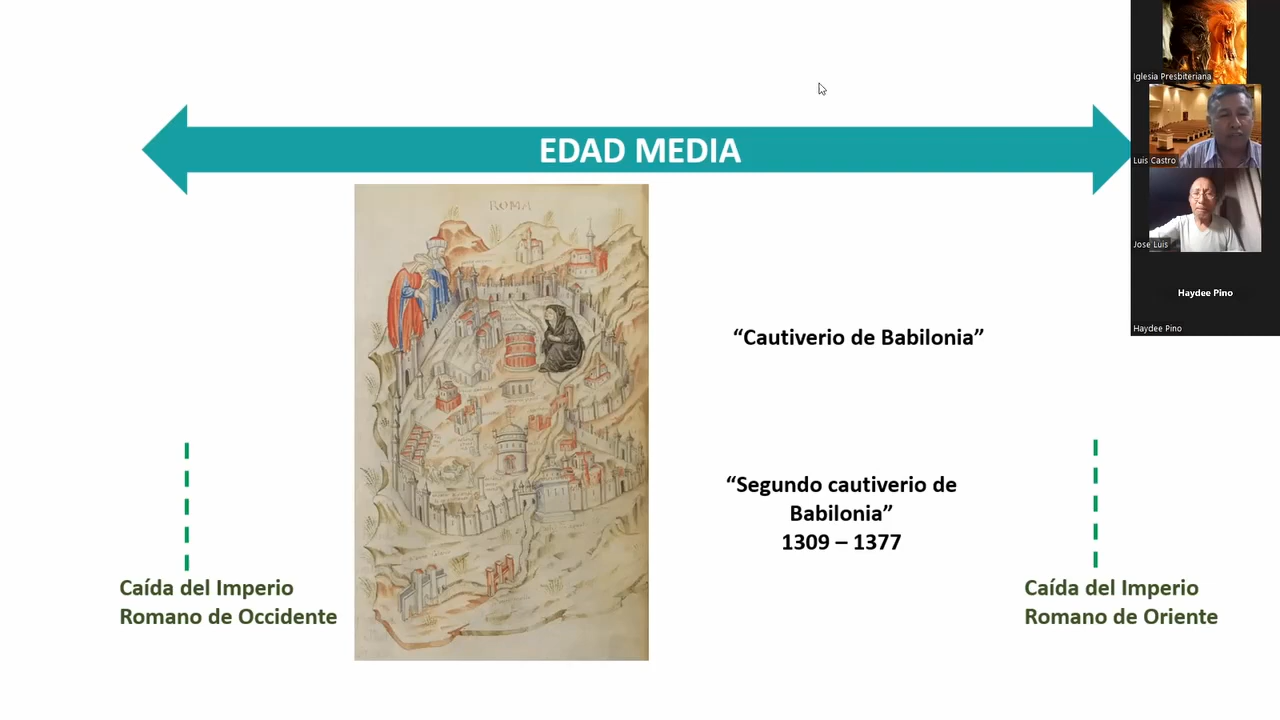 EDAD MEDIA
ROMA
“Cautiverio de Babilonia”
“Segundo cautiverio de
Babilonia”
1309 – 1377
Caída del Imperio
Romano de Occidente
Caída del Imperio
Romano de Oriente
Iglesia Presbiteriana
Luis Castro
Jose Luis
Haydee Pino
Haydee Pino